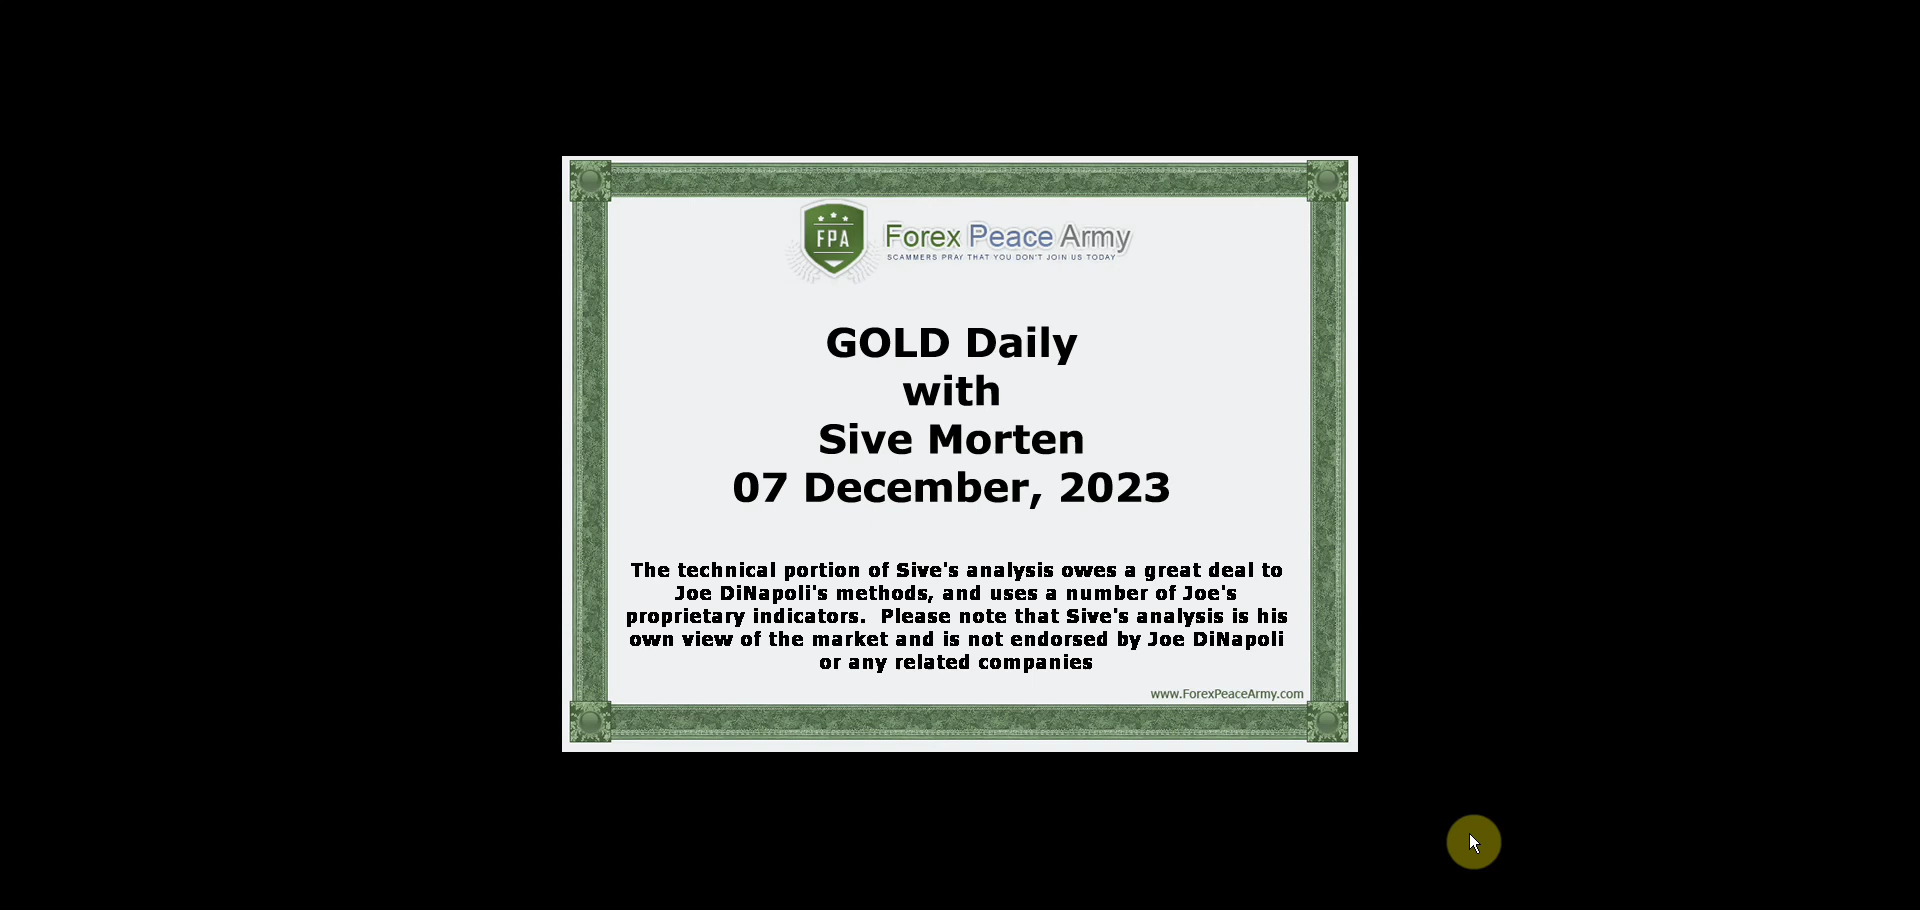 FPA
Forex Peace Army
SCAMMERS PRAY THAT YOU DON'T JOIN US TODAY
GOLD Daily
with
Sive Morten
07 December, 2023
The technical portion of Sive's analysis owes a great deal to
Joe DiNapoli's methods, and uses a number of Joe's
proprietary indicators.  Please note that Sive's analysis is his
own view of the market and is not endorsed by Joe DiNapoli
or any related companies
www.ForexPeaceArmy.com